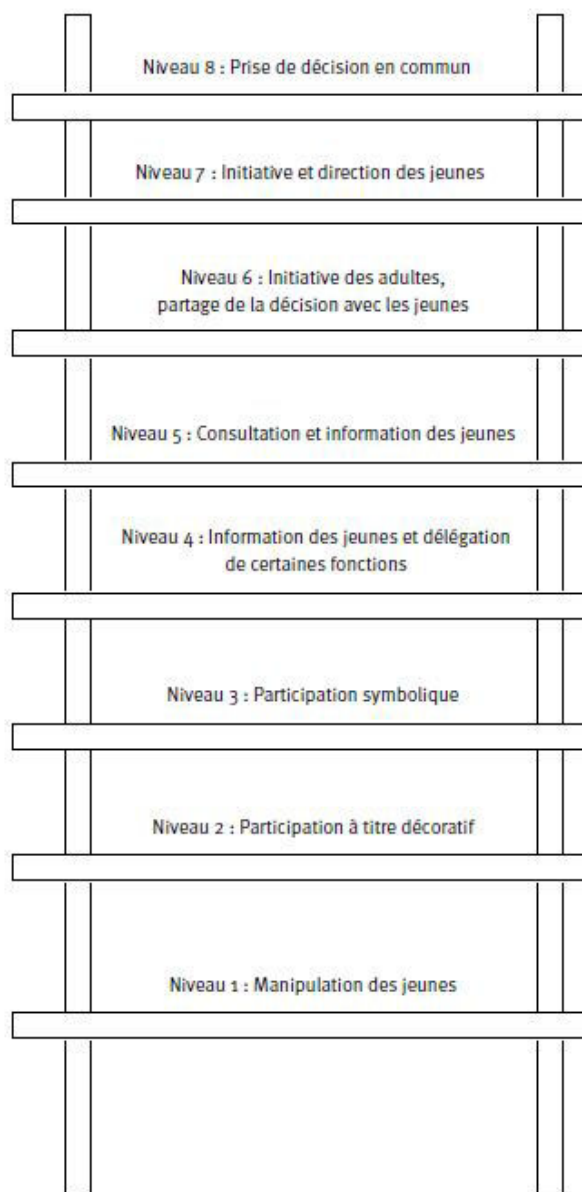 Niveau 8 : Prise de décision en commun
Niveau 7 : Initiative et direction des jeunes
Niveau 6 : Initiative des adultes,
partage de la décision avec les jeunes
Niveau 5 : Consultation et information des jeunes
Niveau 4 : Information des jeunes et délégation
de certaines fonctions
Niveau 3 : Participation symbolique
Niveau 2 : Participation à titre décoratif
Niveau 1 : Manipulation des jeunes